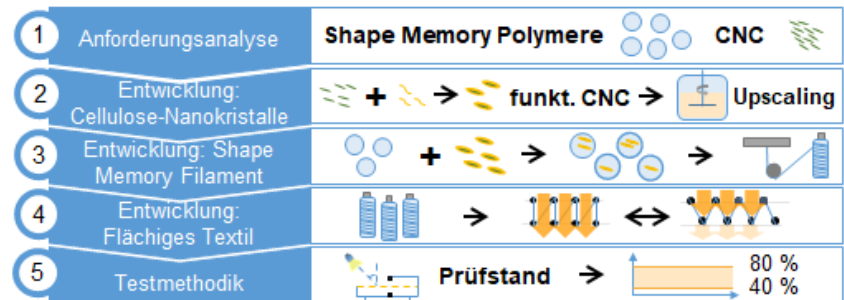 1
Anforderungsanalyse
Shape Memory Polymere
CNC
2
Entwicklung:
Cellulose-Nanokristalle
+
funkt. CNC
Upscaling
3
Entwicklung: Shape
Memory Filament
+
4
Entwicklung:
Flächiges Textil
5
Testmethodik
Prüfstand
80 %
40 %